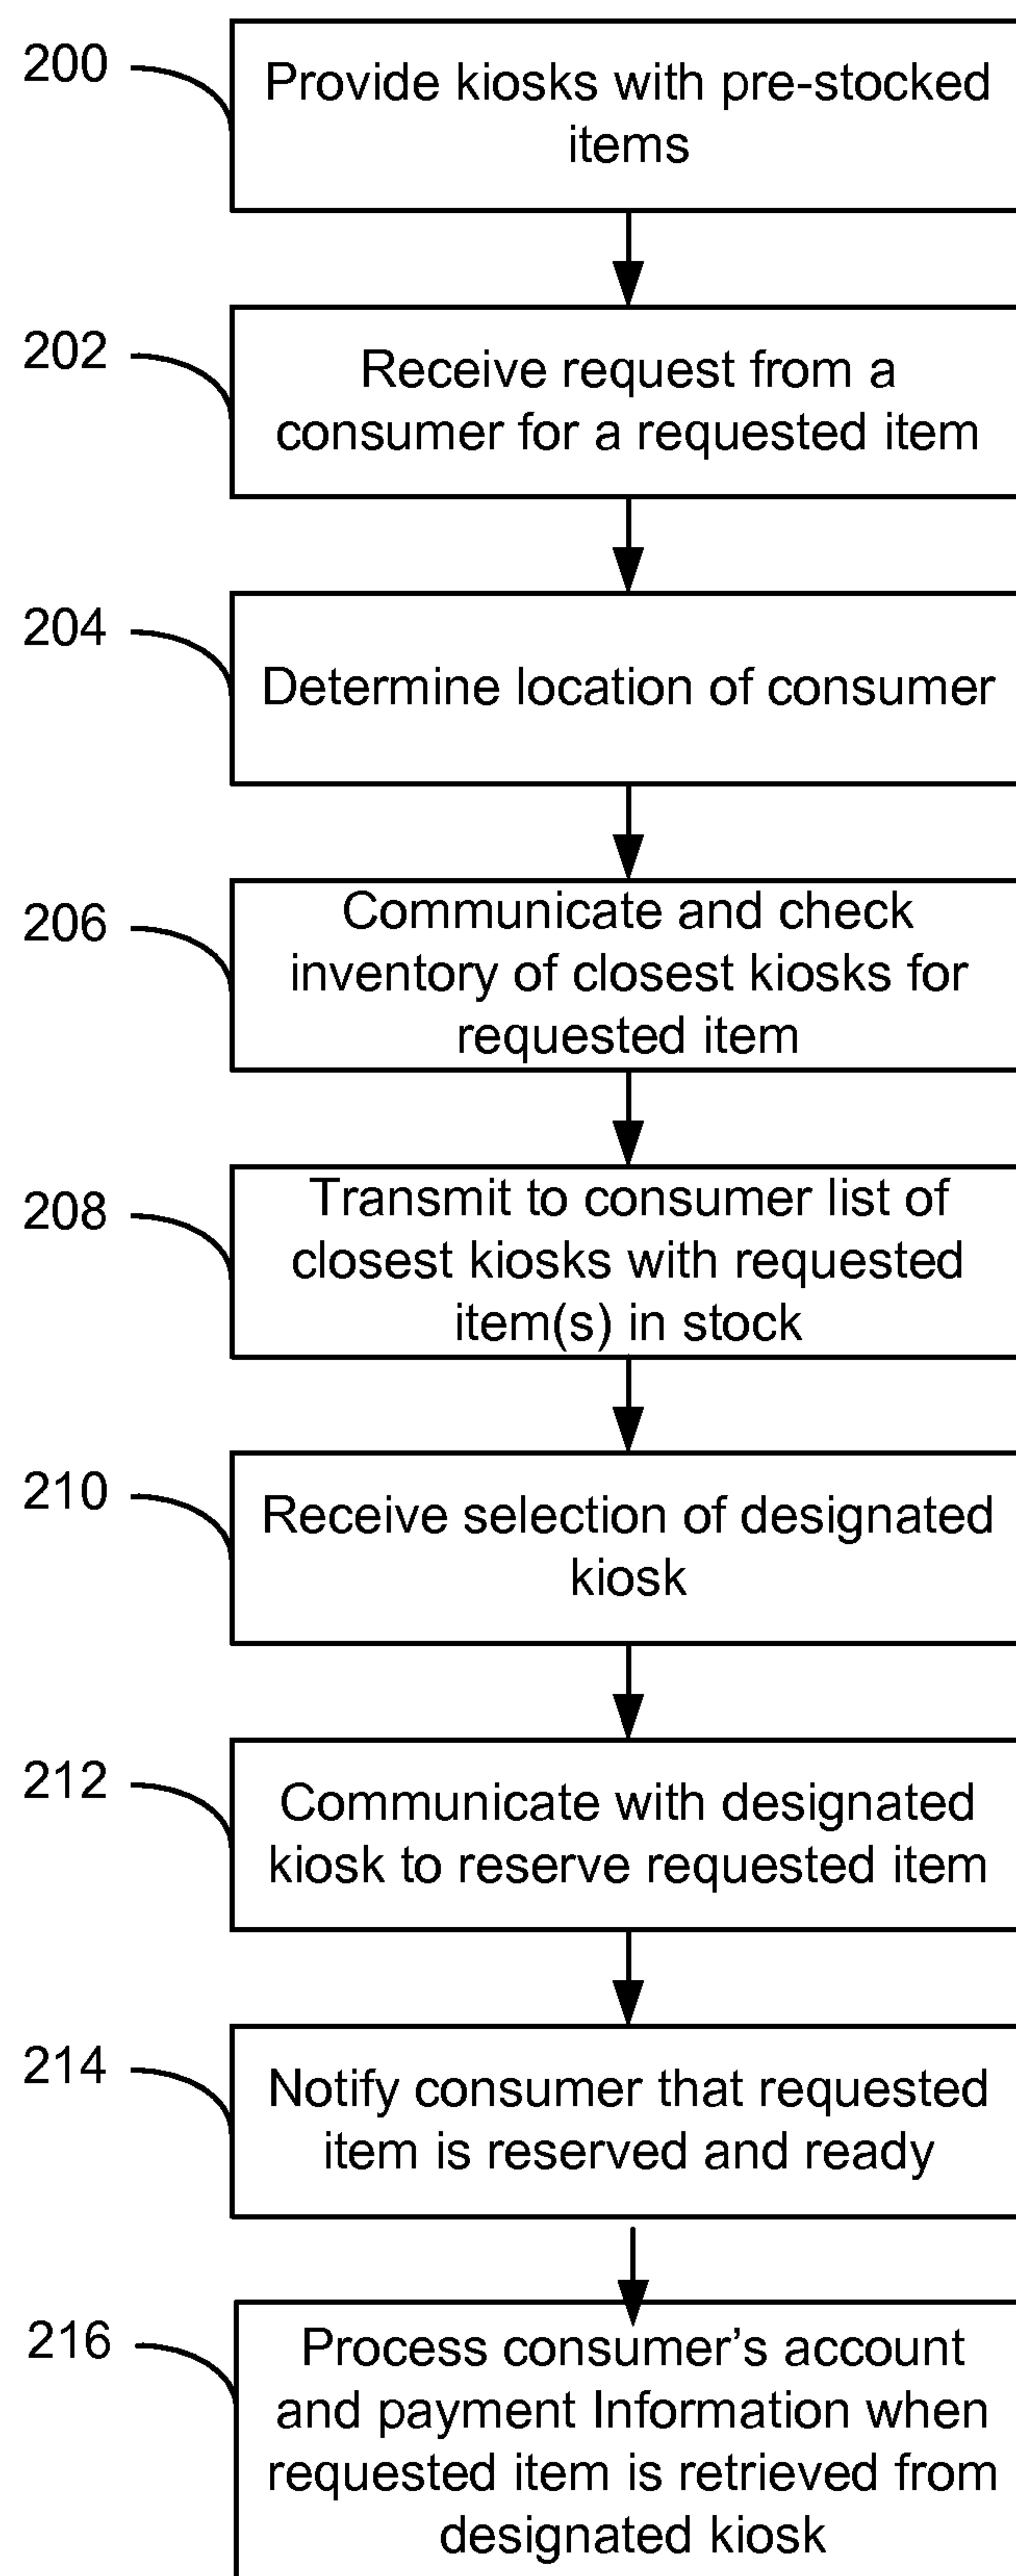 200
Provide kiosks with pre-stocked
items
202
Receive request from a
consumer for a requested item
204
Determine location of consumer
206
Communicate and check
inventory of closest kiosks for
requested item
208
Transmit to consumer list of
closest kiosks with requested
item(s) in stock
210
Receive selection of designated
kiosk
212
Communicate with designated
kiosk to reserve requested item
214
Notify consumer that requested
item is reserved and ready
216
Process consumer’s account
and payment Information when
requested item is retrieved from
designated kiosk